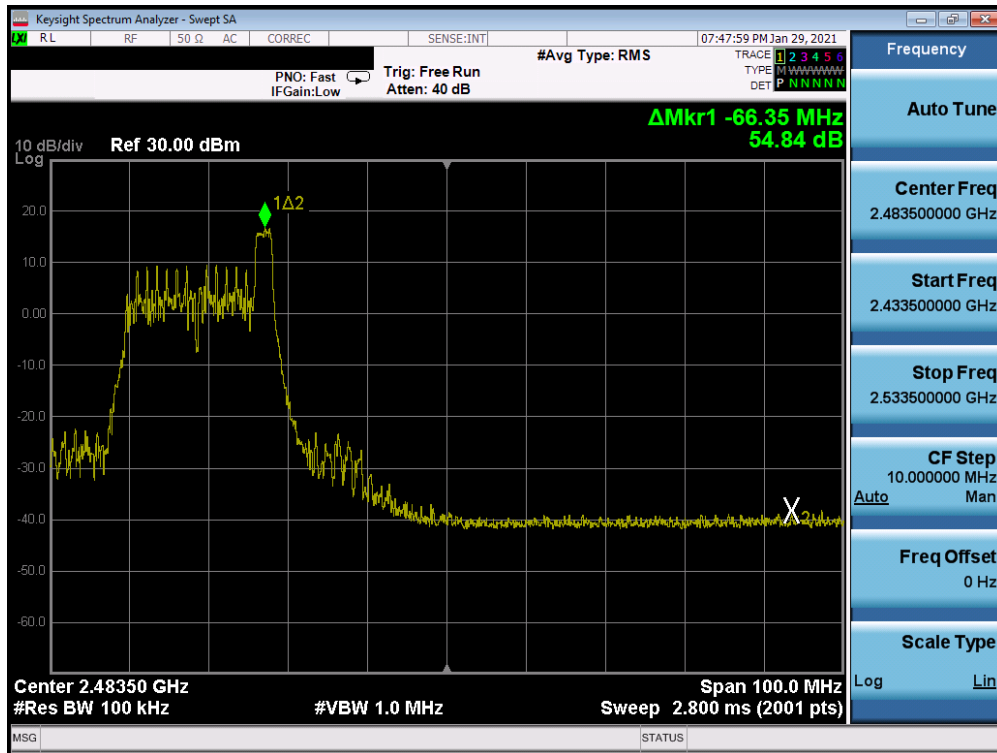 Keysight Spectrum Analyzer - Swept SA
LXI RL RF 50 Ω AC CORREC SENSE:INT 07:47:59 PM Jan 29, 2021
#Avg Type: RMS TRACE 1 2 3 4 5 6
PNO: Fast Trig: Free Run TYPE M WWWWW
IFGain:Low Atten: 40 dB DET P N N N N N
ΔMkr1 -66.35 MHz
54.84 dB
10 dB/div Ref 30.00 dBm
Log
1Δ2
20.0
10.0
0.00
-10.0
-20.0
-30.0
-40.0
X2
-50.0
-60.0
Center 2.48350 GHz Span 100.0 MHz
#Res BW 100 kHz #VBW 1.0 MHz Sweep 2.800 ms (2001 pts)
MSG STATUS
Frequency
Auto Tune
Center Freq
2.483500000 GHz
Start Freq
2.433500000 GHz
Stop Freq
2.533500000 GHz
CF Step
10.000000 MHz
Auto Man
Freq Offset
0 Hz
Scale Type
Log Lin